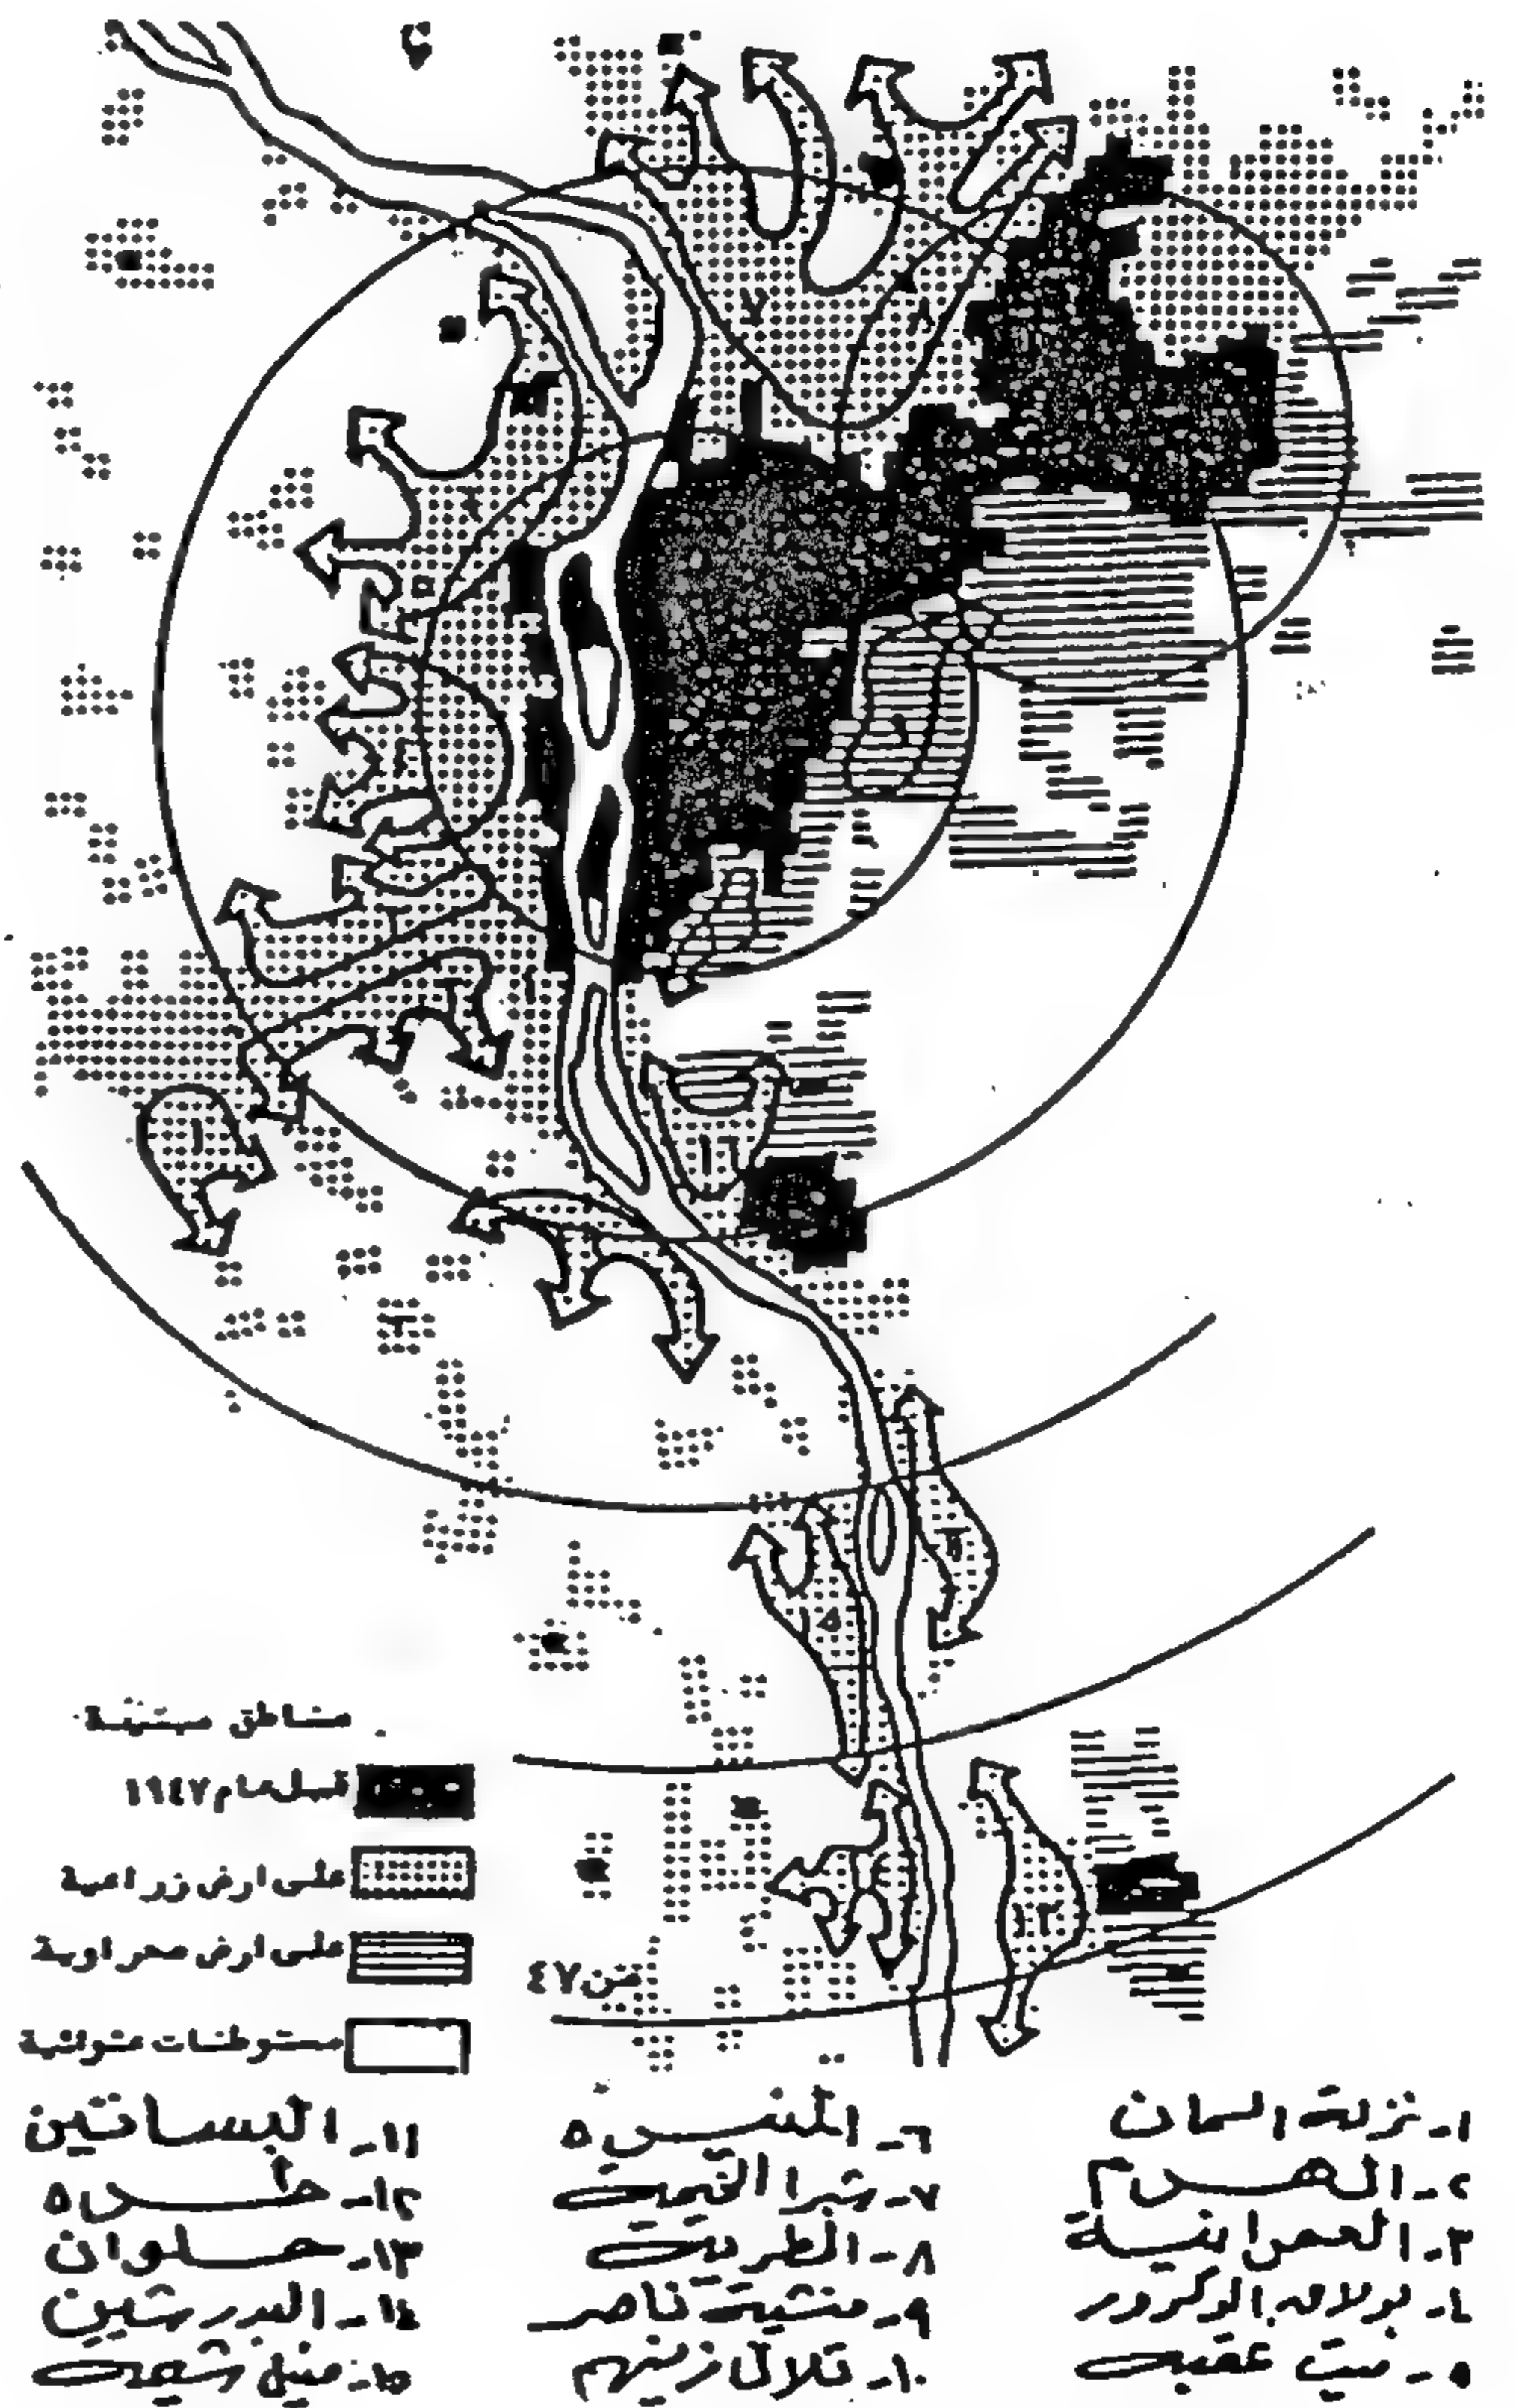 مناطق مبنية
قبل عام ١٩٤٧
على ارض زراعية
على ارض صحراوية
من ٤٧
مستوطنات عشوائية
١- نزلة السمان
٢- الهرم
٣- العمرانية
٤- بولاق الدكرور
٥- ميت عقبة
٦- المنيرة
٧- شبرا الخيمة
٨- المطرية
٩- منشية ناصر
١٠- تلال زينهم
١١- البساتين
١٢- طره
١٣- حلوان
١٤- البدرشين
١٥- منيل شيحة